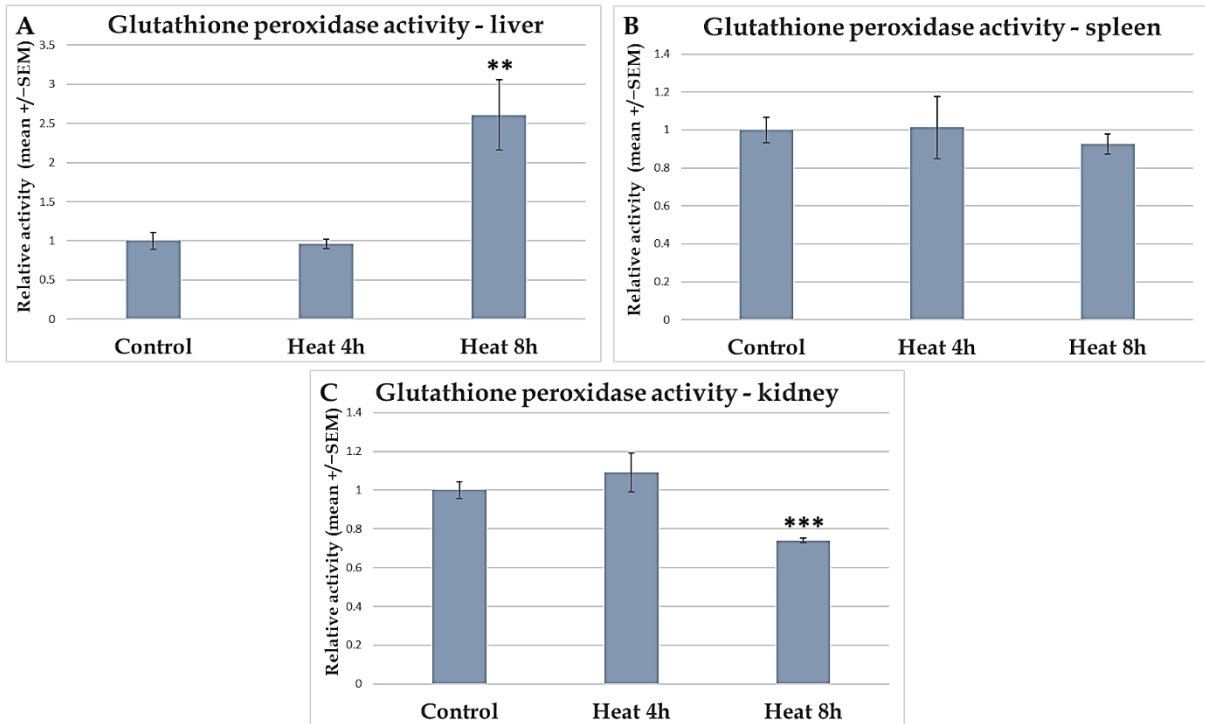 A Glutathione peroxidase activity - liver
Relative activity (mean +/−SEM)
3.5
3
2.5
2
1.5
1
0.5
0
**
Control Heat 4h Heat 8h
B Glutathione peroxidase activity - spleen
Relative activity (mean +/−SEM)
1.4
1.2
1
0.8
0.6
0.4
0.2
0
Control Heat 4h Heat 8h
C Glutathione peroxidase activity - kidney
Relative activity (mean +/−SEM)
1.4
1.2
1
0.8
0.6
0.4
0.2
0
***
Control Heat 4h Heat 8h